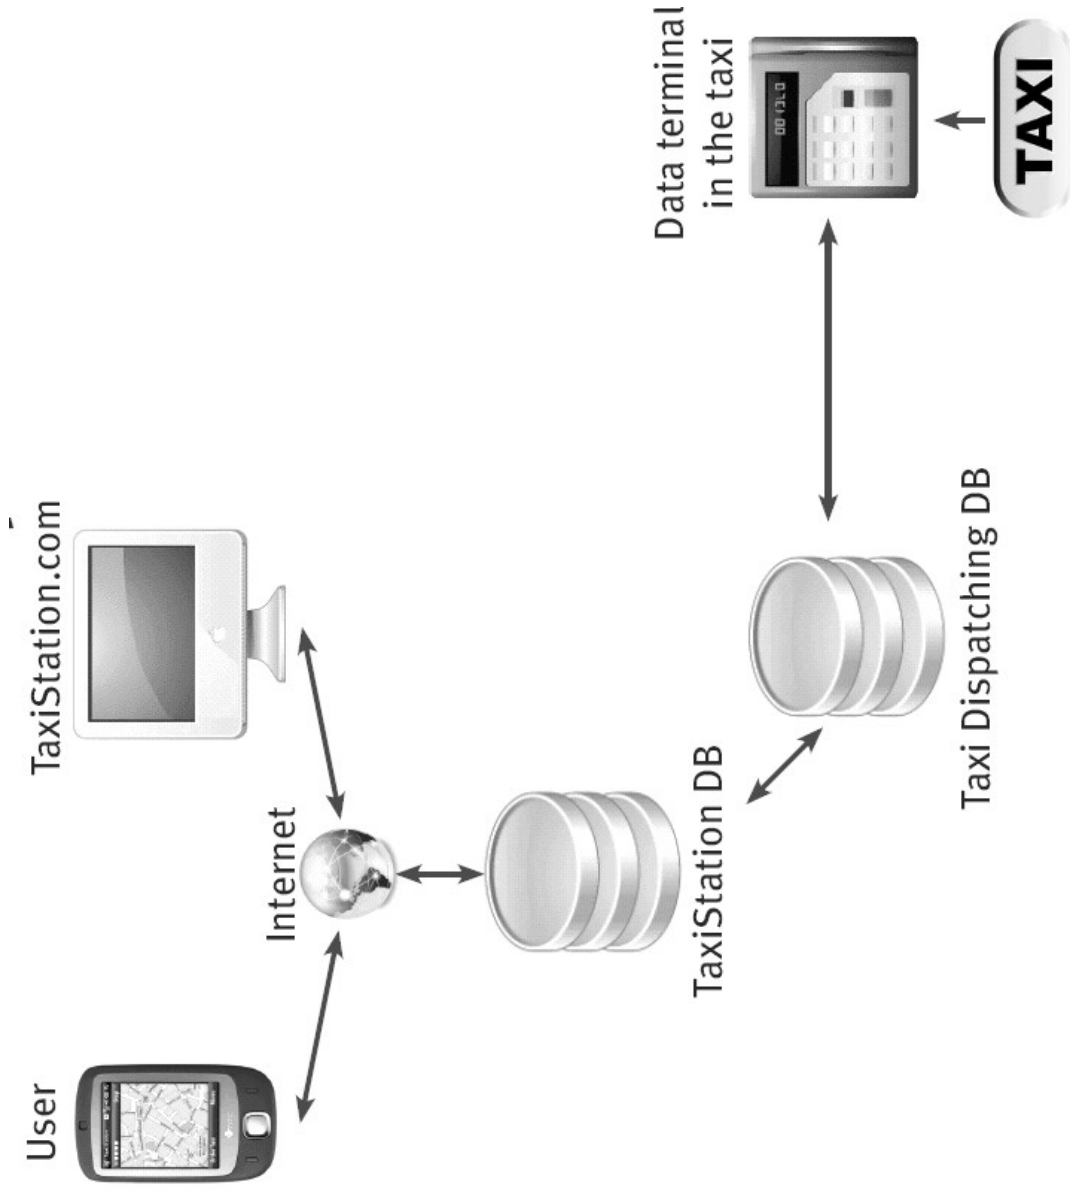 User
Internet
TaxiStation.com
TaxiStation DB
Taxi Dispatching DB
Data terminal
in the taxi
TAXI